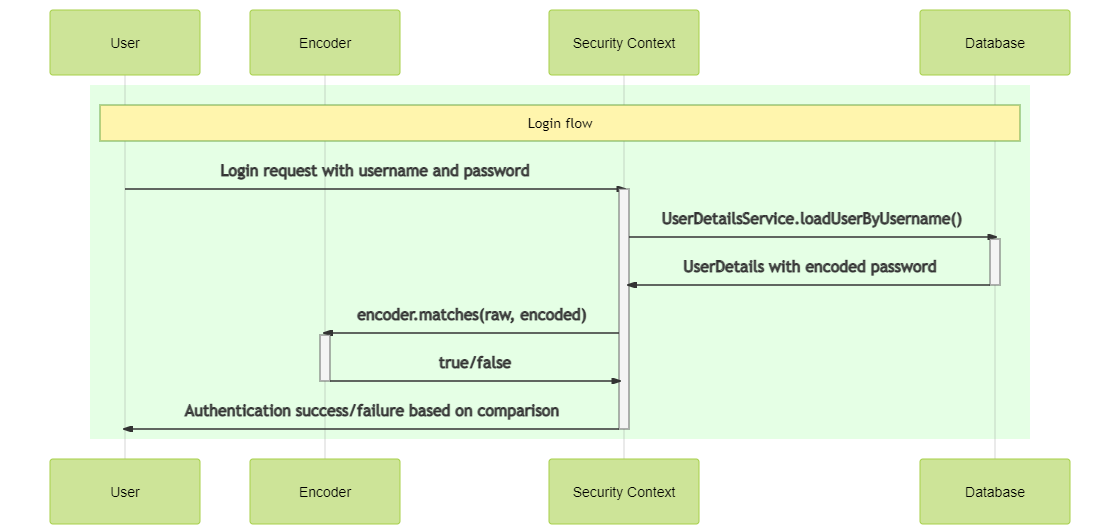 User
Encoder
Security Context
Database
Login flow
Login request with username and password
UserDetailsService.loadUserByUsername()
UserDetails with encoded password
encoder.matches(raw, encoded)
true/false
Authentication success/failure based on comparison
User
Encoder
Security Context
Database